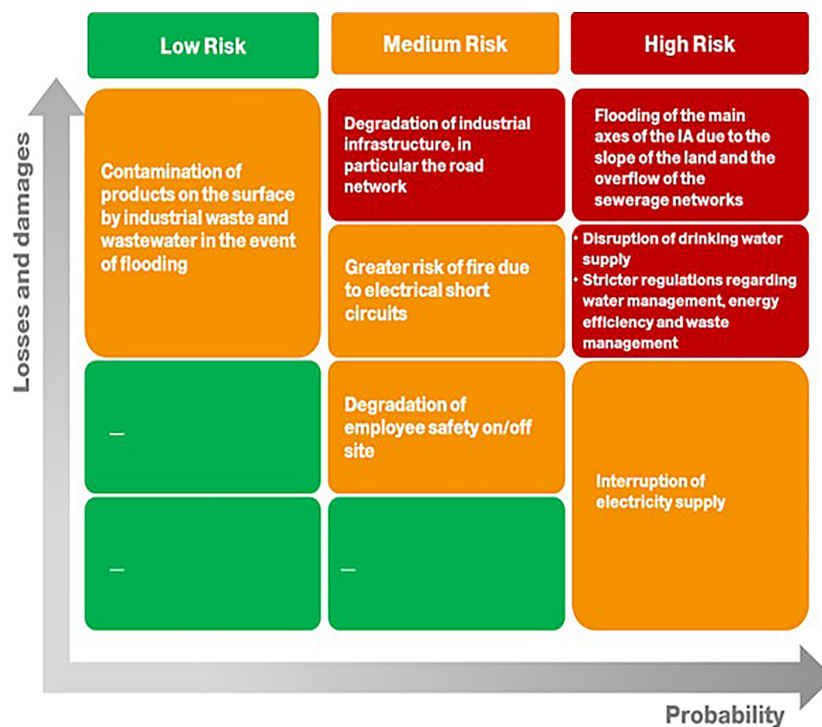 Low Risk
Medium Risk
High Risk
Losses and damages
Contamination of
products on the surface
by industrial waste and
wastewater in the event
of flooding
Degradation of industrial
infrastructure, in
particular the road
network
Flooding of the main
axes of the IA due to the
slope of the land and the
overflow of the
sewerage networks
Greater risk of fire due
to electrical short
circuits
• Disruption of drinking water
supply
• Stricter regulations regarding
water management, energy
efficiency and waste
management
—
Degradation of
employee safety on/off
site
Interruption of
electricity supply
—
—
Probability